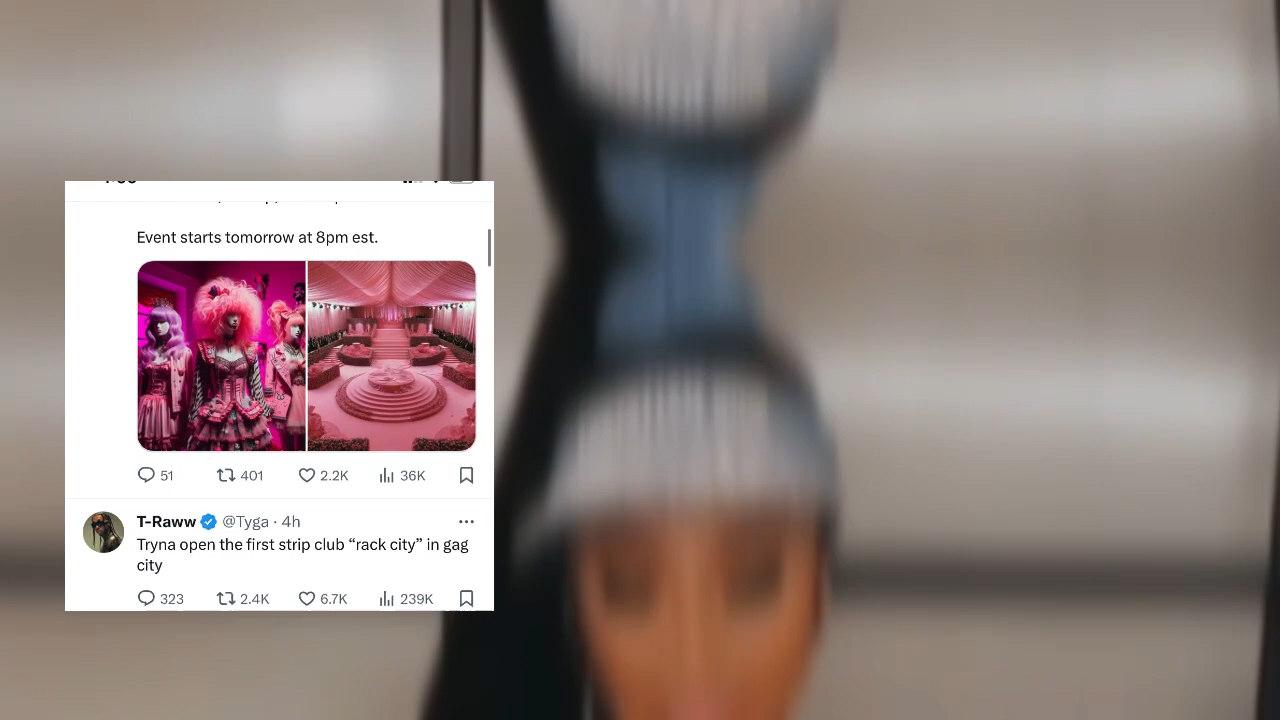 Event starts tomorrow at 8pm est.
51 401 2.2K 36K
T-Raww @Tyga · 4h
Tryna open the first strip club “rack city” in gag
city
323 2.4K 6.7K 239K